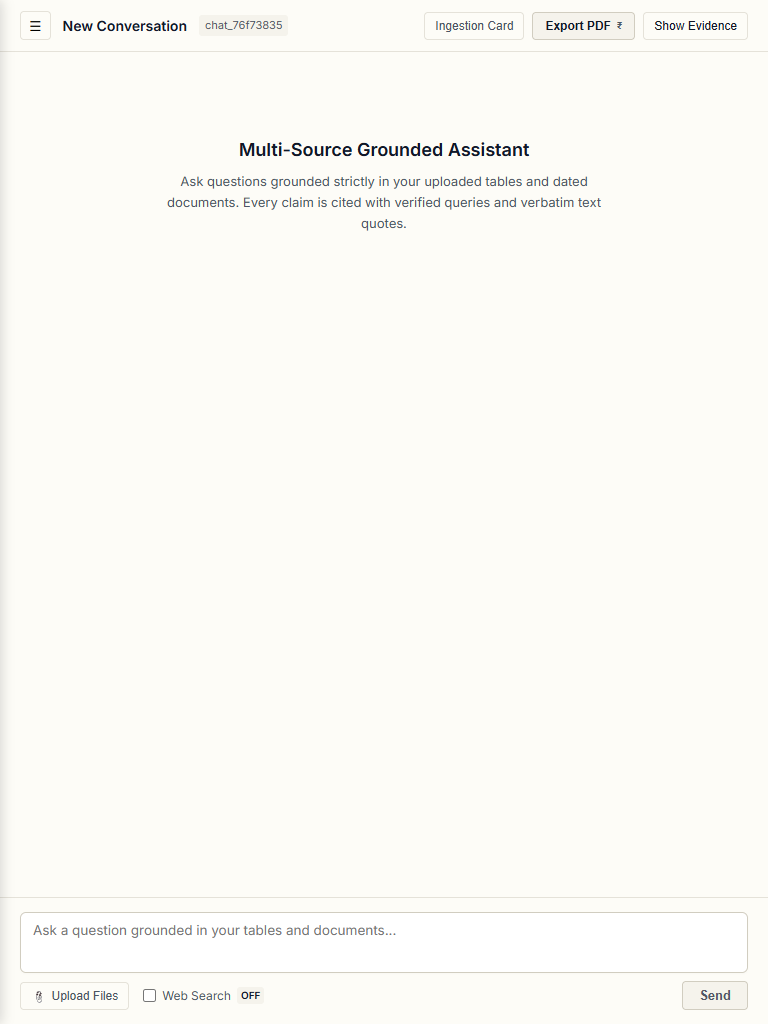 ☰ New Conversation chat_76f73835 Ingestion Card Export PDF ₹ Show Evidence
Multi-Source Grounded Assistant
Ask questions grounded strictly in your uploaded tables and dated
documents. Every claim is cited with verified queries and verbatim text
quotes.
Ask a question grounded in your tables and documents...
Upload Files Web Search OFF Send